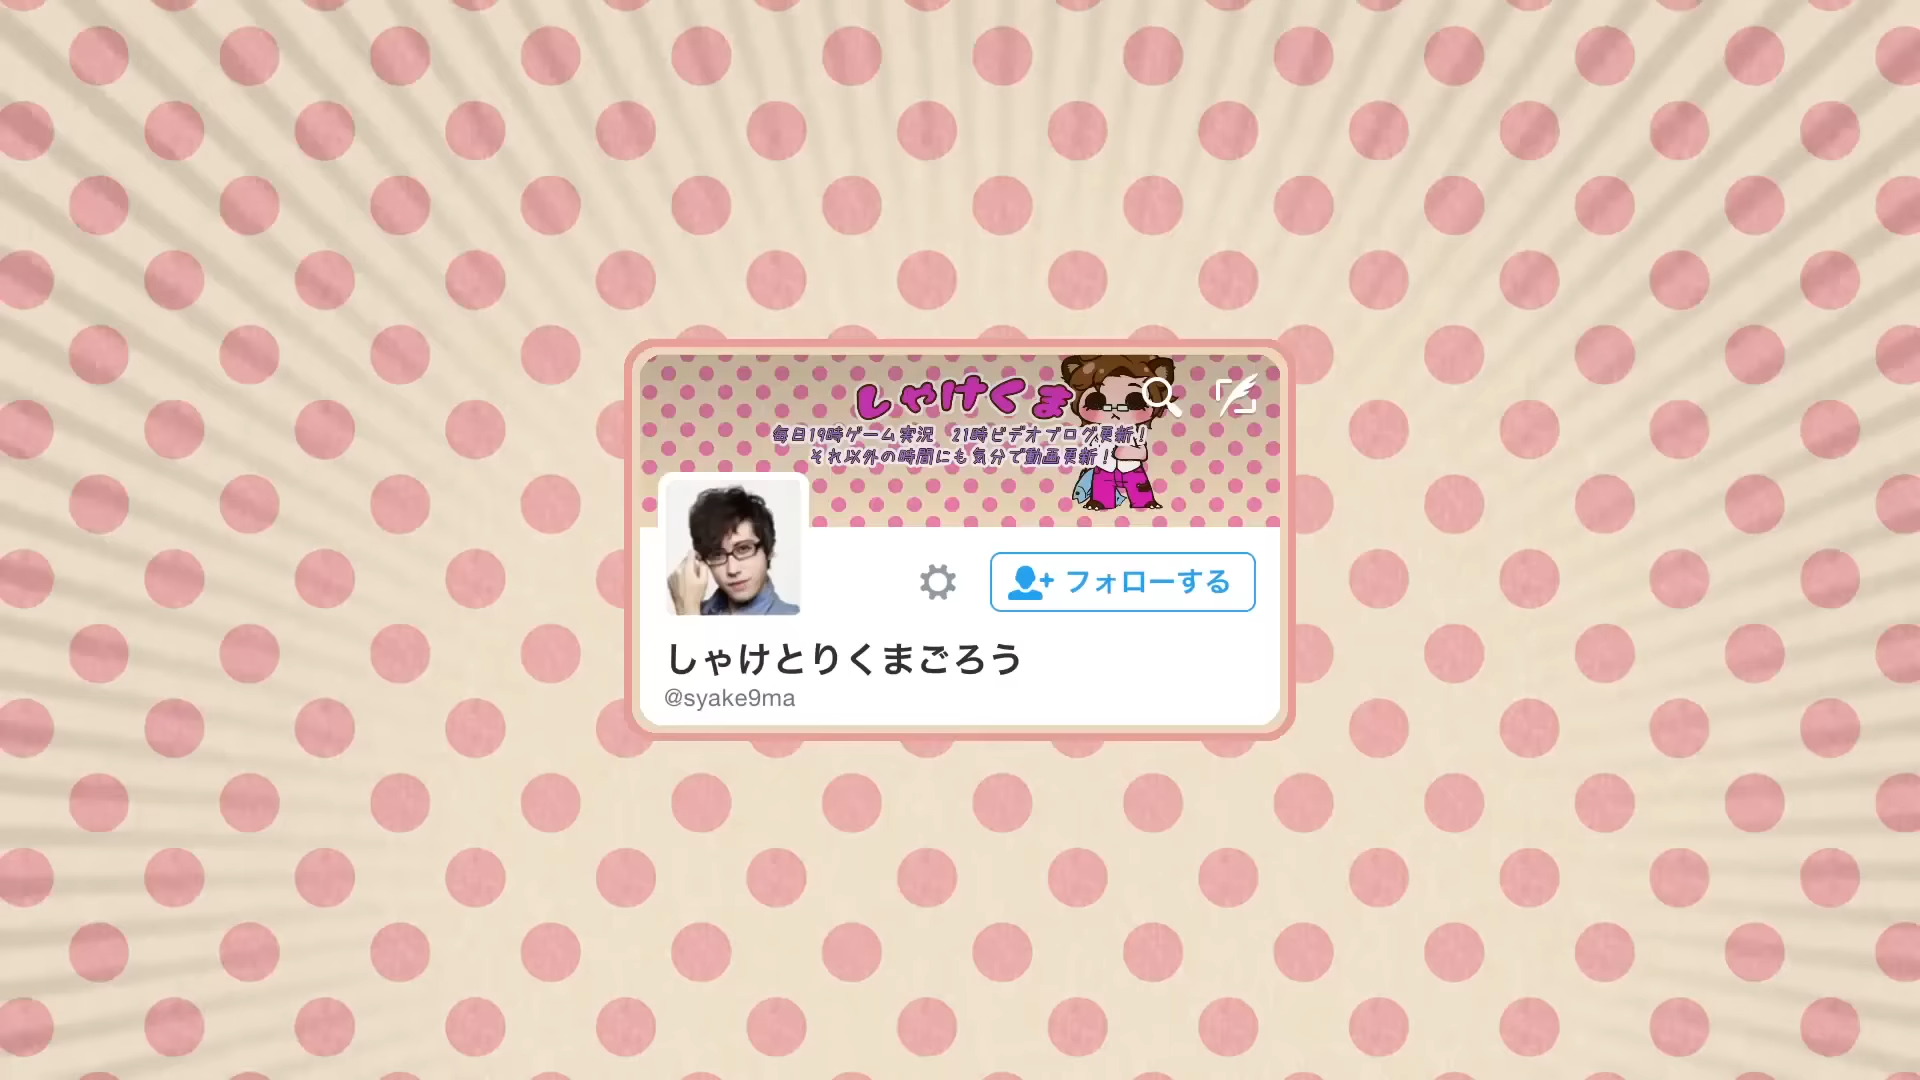 しゃけくま
毎日19時ゲーム実況　21時ビデオブログ更新！
それ以外の時間にも気分で動画更新！
フォローする
しゃけとりくまごろう
@syake9ma